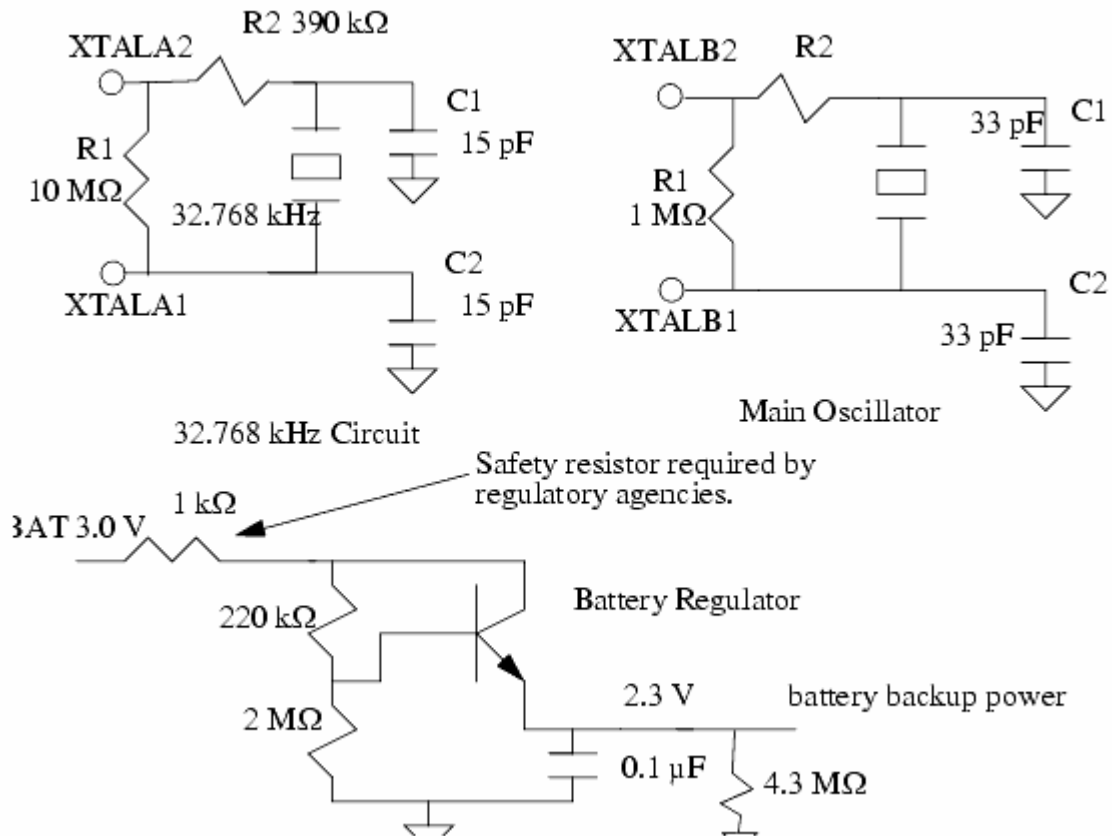 R2 390 kΩ
XTALA2
C1
15 pF
R1
10 MΩ
32.768 kHz
C2
15 pF
XTALA1
32.768 kHz Circuit
R2
XTALB2
C1
33 pF
R1
1 MΩ
C2
XTALB1
33 pF
Main Oscillator
Safety resistor required by
regulatory agencies.
1 kΩ
3.0 V
220 kΩ
Battery Regulator
2.3 V
battery backup power
2 MΩ
0.1 µF
4.3 MΩ